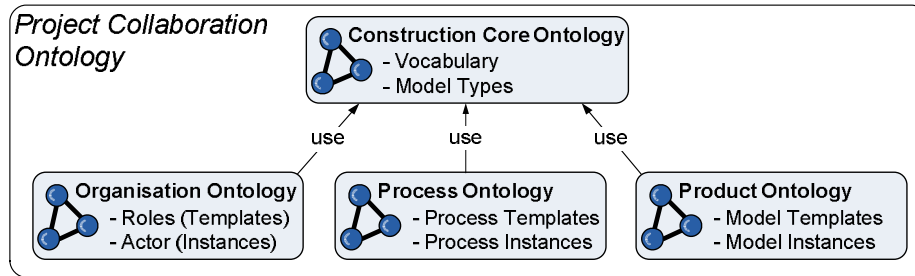 Project Collaboration
Ontology
Construction Core Ontology
- Vocabulary
- Model Types
use
use
use
Organisation Ontology
- Roles (Templates)
- Actor (Instances)
Process Ontology
- Process Templates
- Process Instances
Product Ontology
- Model Templates
- Model Instances